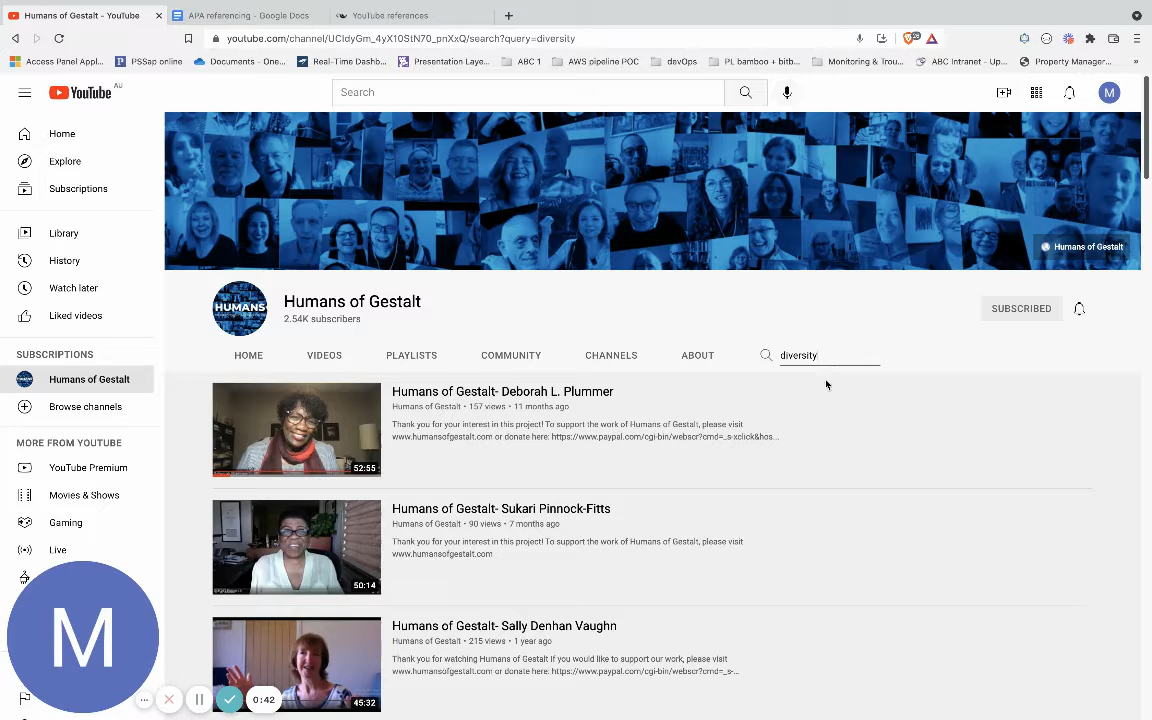 Humans of Gestalt - YouTube
APA referencing - Google Docs
YouTube references
youtube.com/channel/UCIdyGm_4yX10StN70_pnXxQ/search?query=diversity
Access Panel Appl...
PSSap online
Documents - One...
Real-Time Dashb...
Presentation Laye...
ABC 1
AWS pipeline POC
devOps
PL bamboo + bitb...
Monitoring & Trou...
ABC Intranet - Up...
Property Manager...
YouTube AU
Search
M
Home
Explore
Subscriptions
Library
History
Watch later
Liked videos
SUBSCRIPTIONS
Humans of Gestalt
Browse channels
MORE FROM YOUTUBE
YouTube Premium
Movies & Shows
Gaming
Live
M
0:42
Humans of Gestalt
HUMANS
Humans of Gestalt
2.54K subscribers
SUBSCRIBED
HOME
VIDEOS
PLAYLISTS
COMMUNITY
CHANNELS
ABOUT
diversity
Humans of Gestalt- Deborah L. Plummer
Humans of Gestalt • 157 views • 11 months ago
Thank you for your interest in this project! To support the work of Humans of Gestalt, please visit
www.humansofgestalt.com or donate here: https://www.paypal.com/cgi-bin/webscr?cmd=_s-xclick&hos...
52:55
Humans of Gestalt- Sukari Pinnock-Fitts
Humans of Gestalt • 90 views • 7 months ago
Thank you for your interest in this project! To support the work of Humans of Gestalt, please visit
www.humansofgestalt.com
50:14
Humans of Gestalt- Sally Denhan Vaughn
Humans of Gestalt • 215 views • 1 year ago
Thank you for watching Humans of Gestalt If you would like to support our work, please visit
www.humansofgestalt.com or donate here: https://www.paypal.com/cgi-bin/webscr?cmd=_s-...
45:32